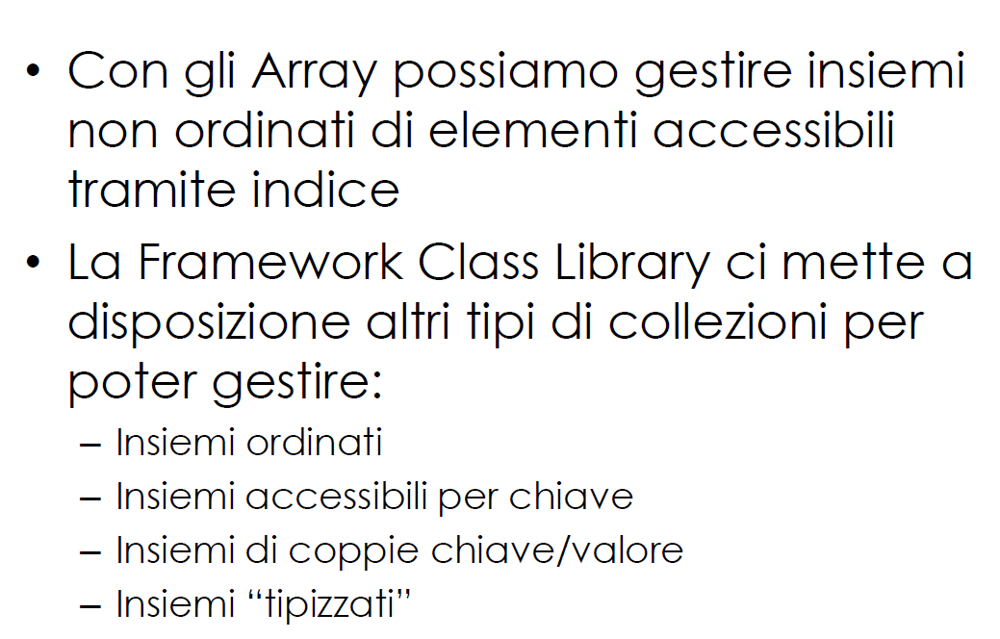 • Con gli Array possiamo gestire insiemi
non ordinati di elementi accessibili
tramite indice
• La Framework Class Library ci mette a
disposizione altri tipi di collezioni per
poter gestire:
– Insiemi ordinati
– Insiemi accessibili per chiave
– Insiemi di coppie chiave/valore
– Insiemi “tipizzati”